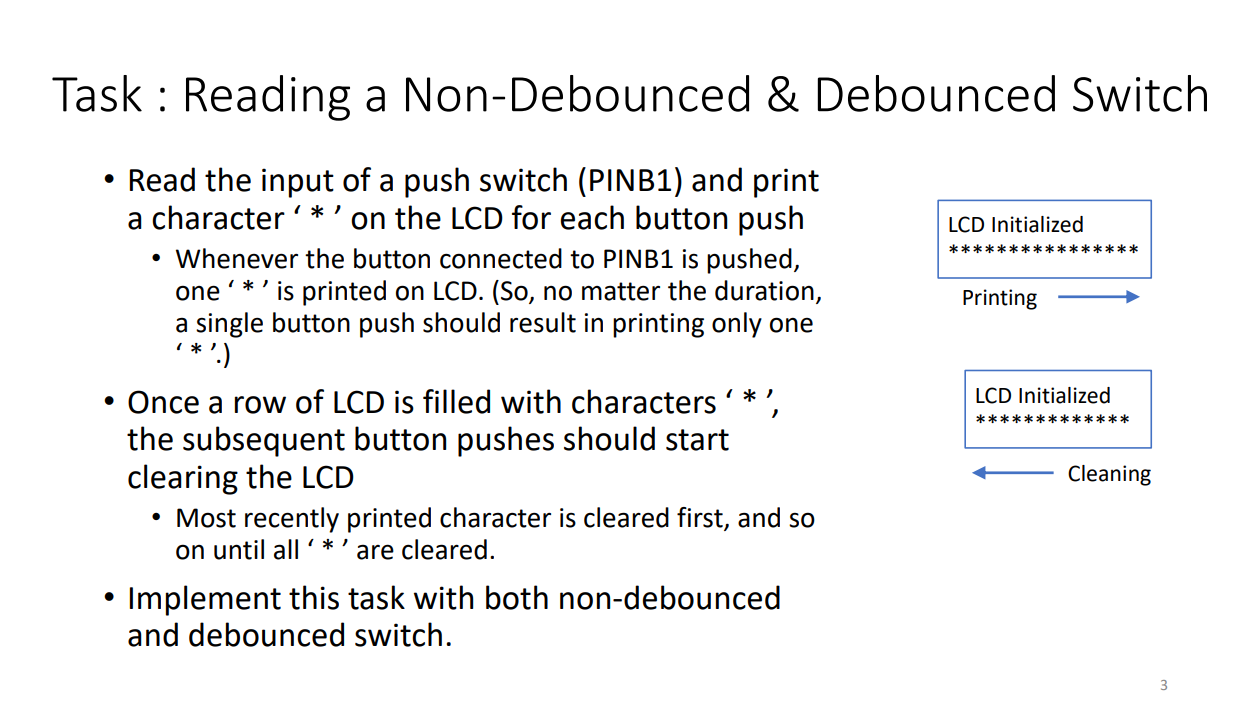 Task : Reading a Non-Debounced & Debounced Switch
• Read the input of a push switch (PINB1) and print
a character ‘ * ’ on the LCD for each button push
• Whenever the button connected to PINB1 is pushed,
one ‘ * ’ is printed on LCD. (So, no matter the duration,
a single button push should result in printing only one
‘ * ’.)
• Once a row of LCD is filled with characters ‘ * ’,
the subsequent button pushes should start
clearing the LCD
• Most recently printed character is cleared first, and so
on until all ‘ * ’ are cleared.
• Implement this task with both non-debounced
and debounced switch.
LCD Initialized
****************
Printing
LCD Initialized
*************
Cleaning
3